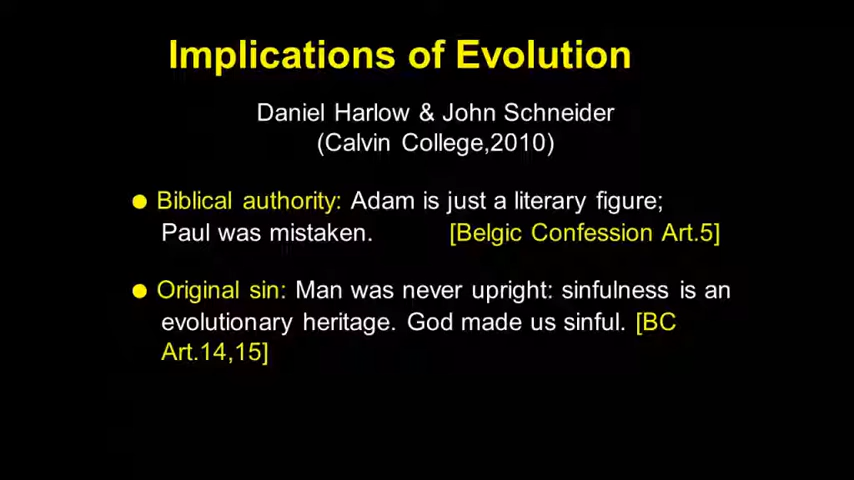 Implications of Evolution
Daniel Harlow & John Schneider
(Calvin College,2010)
● Biblical authority: Adam is just a literary figure;
Paul was mistaken. [Belgic Confession Art.5]
● Original sin: Man was never upright: sinfulness is an
evolutionary heritage. God made us sinful. [BC
Art.14,15]